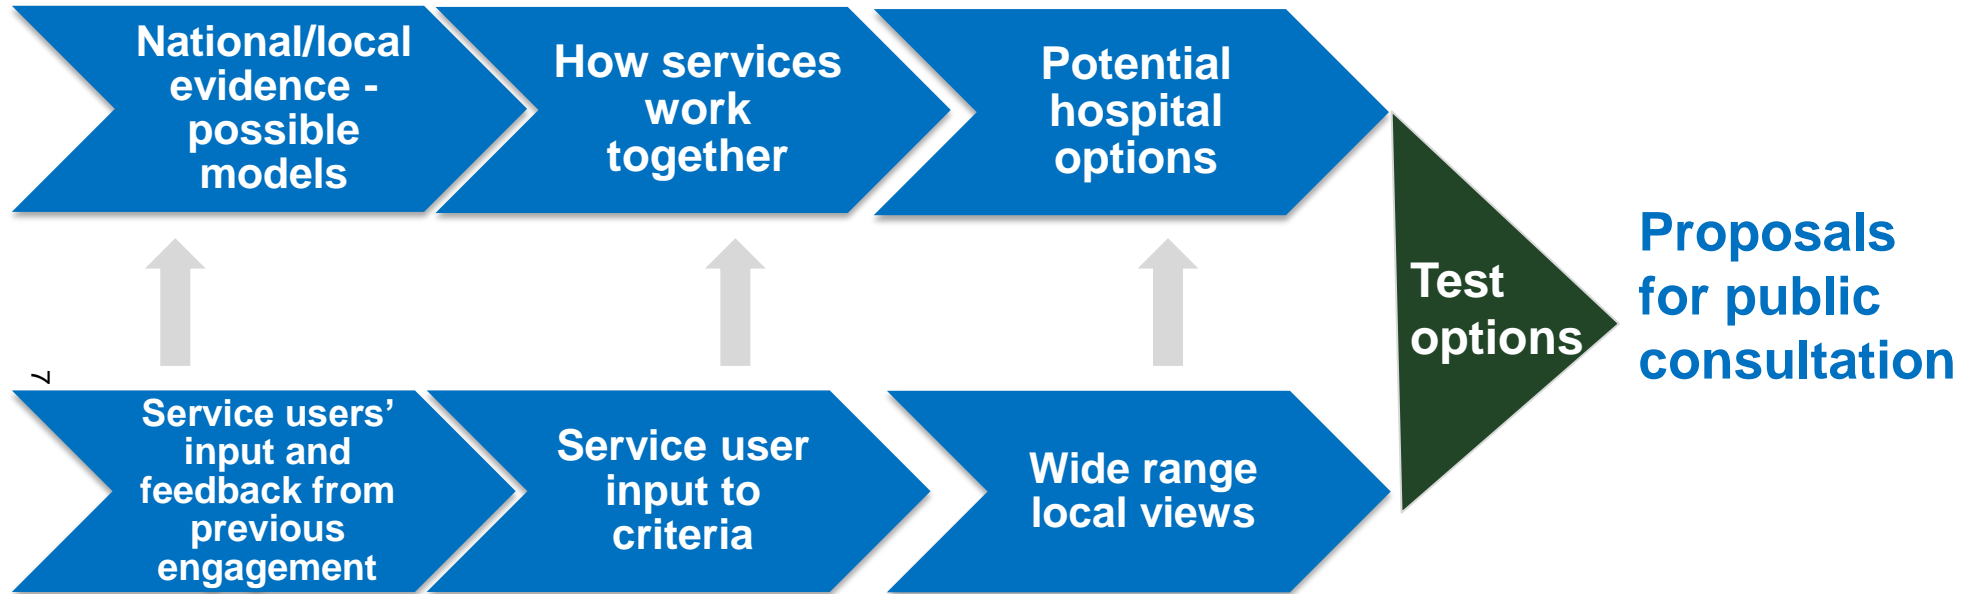 National/local
evidence -
possible
models
How services
work
together
Potential
hospital
options
Test
options
Proposals
for public
consultation
7
Service users’
input and
feedback from
previous
engagement
Service user
input to
criteria
Wide range
local views